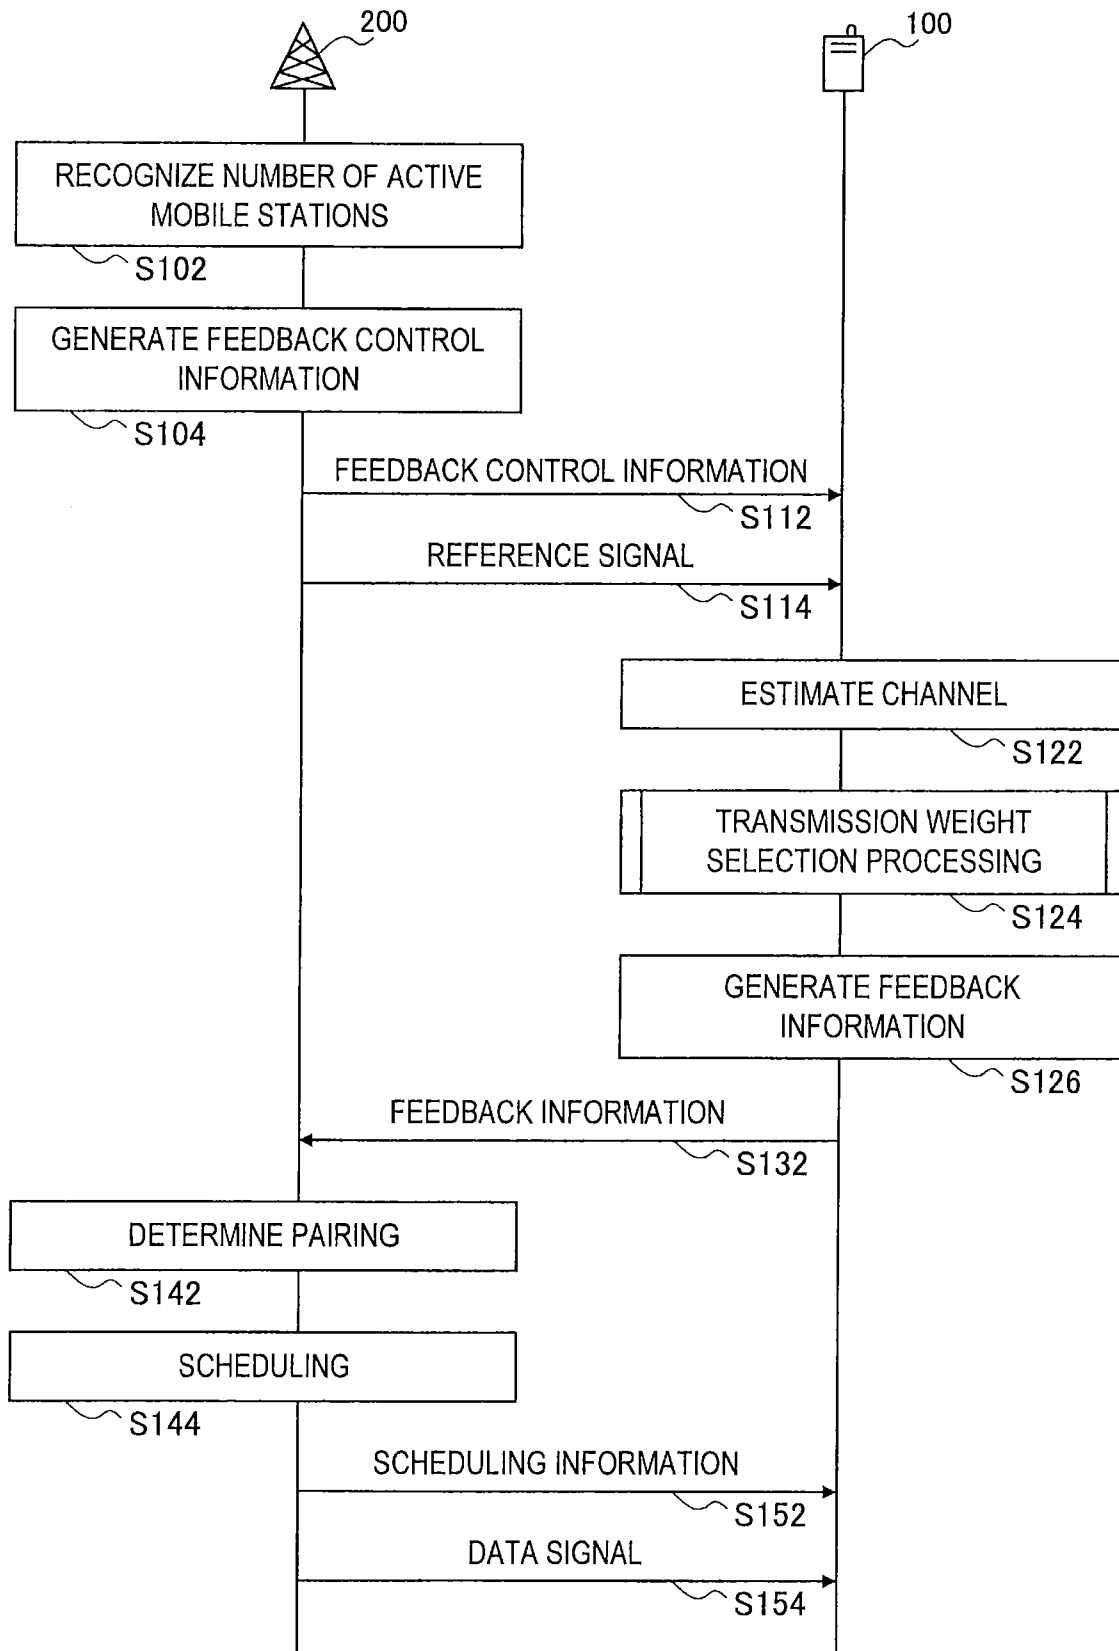 200
100
RECOGNIZE NUMBER OF ACTIVE
MOBILE STATIONS
S102
GENERATE FEEDBACK CONTROL
INFORMATION
S104
FEEDBACK CONTROL INFORMATION
S112
REFERENCE SIGNAL
S114
ESTIMATE CHANNEL
S122
TRANSMISSION WEIGHT
SELECTION PROCESSING
S124
GENERATE FEEDBACK
INFORMATION
S126
FEEDBACK INFORMATION
S132
DETERMINE PAIRING
S142
SCHEDULING
S144
SCHEDULING INFORMATION
S152
DATA SIGNAL
S154